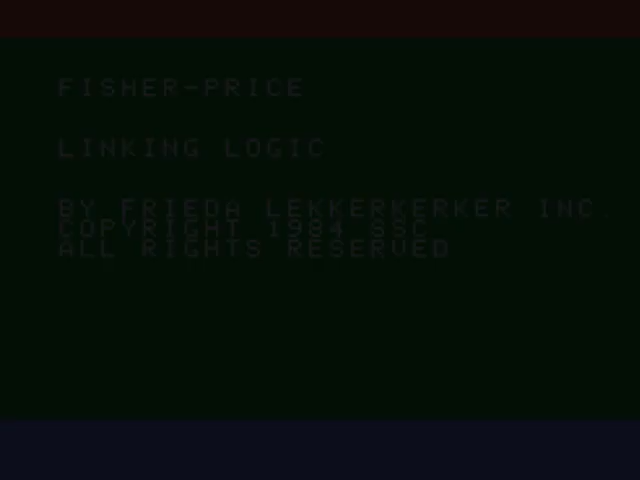 FISHER-PRICE
LINKING LOGIC
BY FRIEDA LEKKERKERKER INC.
COPYRIGHT 1984 SSC
ALL RIGHTS RESERVED